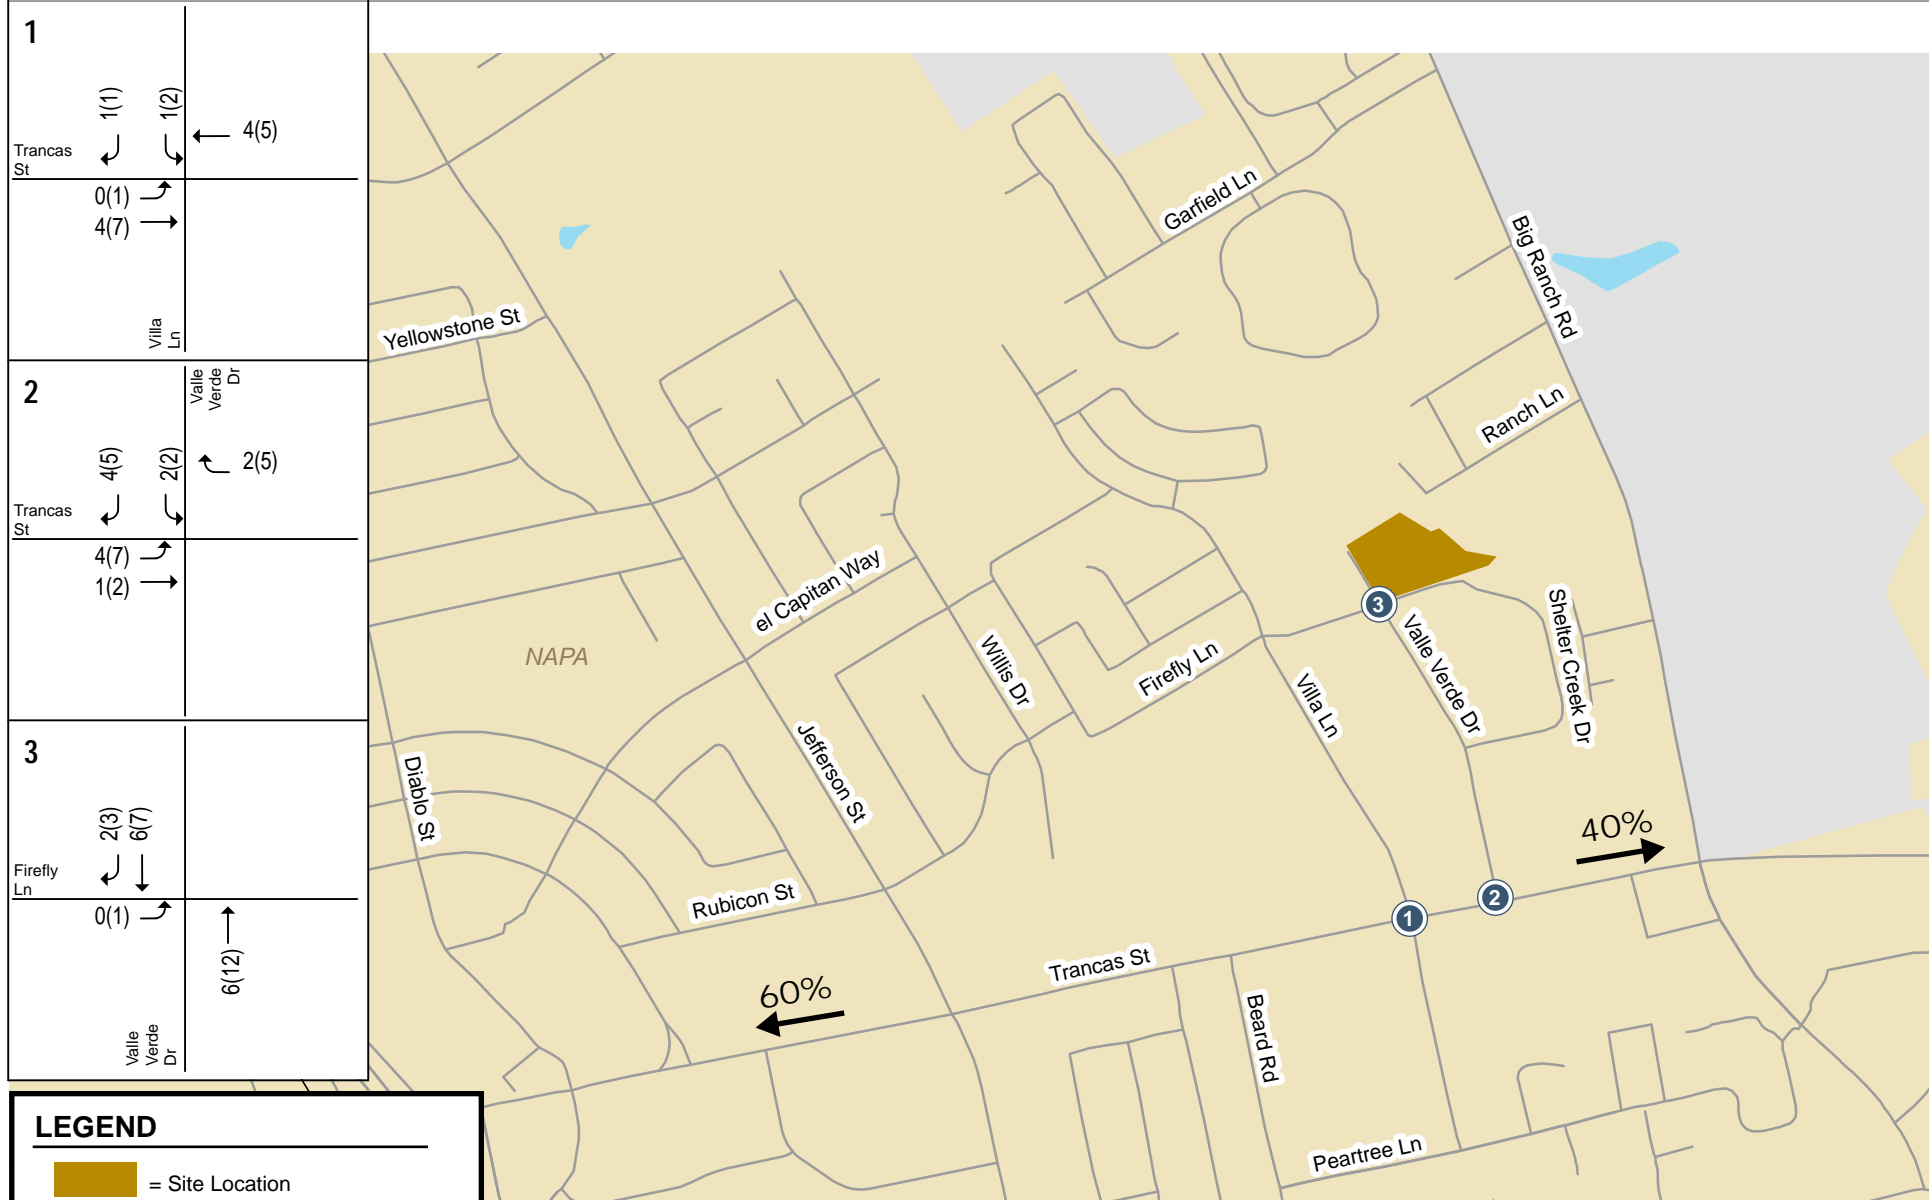 1
1(1)
1(2)
4(5)
Trancas
St
0(1)
4(7)
Villa
Ln
2
Valle
Verde
Dr
4(5)
2(2)
2(5)
Trancas
St
4(7)
1(2)
3
2(3)
6(7)
Firefly
Ln
0(1)
6(12)
Valle
Verde
Dr
Garfield Ln
Big Ranch Rd
Yellowstone St
Ranch Ln
el Capitan Way
NAPA
Willis Dr
Firefly Ln
3
Valle Verde Dr
Shelter Creek Dr
Villa Ln
Jefferson St
Diablo St
40%
Rubicon St
2
1
Trancas St
60%
Beard Rd
Peartree Ln
LEGEND
= Site Location